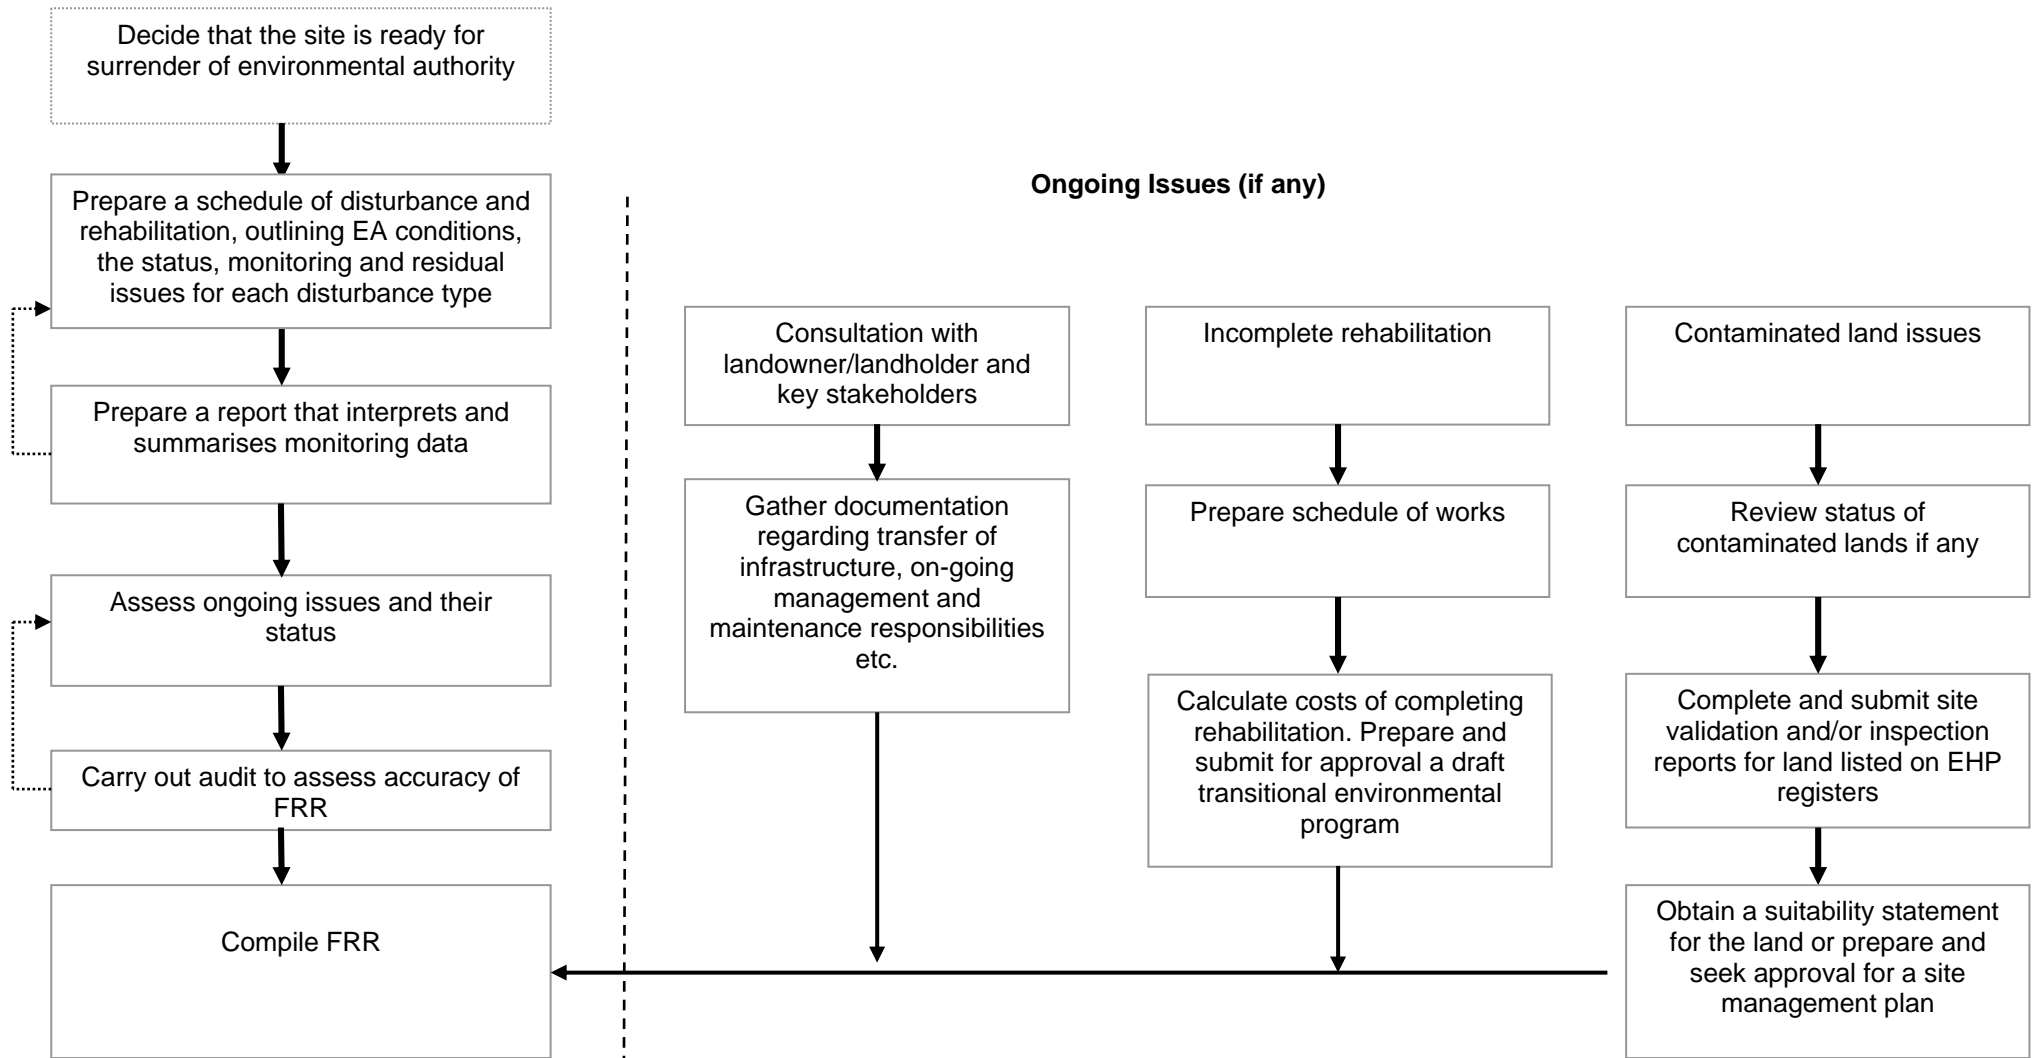 Decide that the site is ready for
surrender of environmental authority
Prepare a schedule of disturbance and
rehabilitation, outlining EA conditions,
the status, monitoring and residual
issues for each disturbance type
Prepare a report that interprets and
summarises monitoring data
Assess ongoing issues and their
status
Carry out audit to assess accuracy of
FRR
Compile FRR
Ongoing Issues (if any)
Consultation with
landowner/landholder and
key stakeholders
Gather documentation
regarding transfer of
infrastructure, on-going
management and
maintenance responsibilities
etc.
Incomplete rehabilitation
Prepare schedule of works
Calculate costs of completing
rehabilitation. Prepare and
submit for approval a draft
transitional environmental
program
Contaminated land issues
Review status of
contaminated lands if any
Complete and submit site
validation and/or inspection
reports for land listed on EHP
registers
Obtain a suitability statement
for the land or prepare and
seek approval for a site
management plan